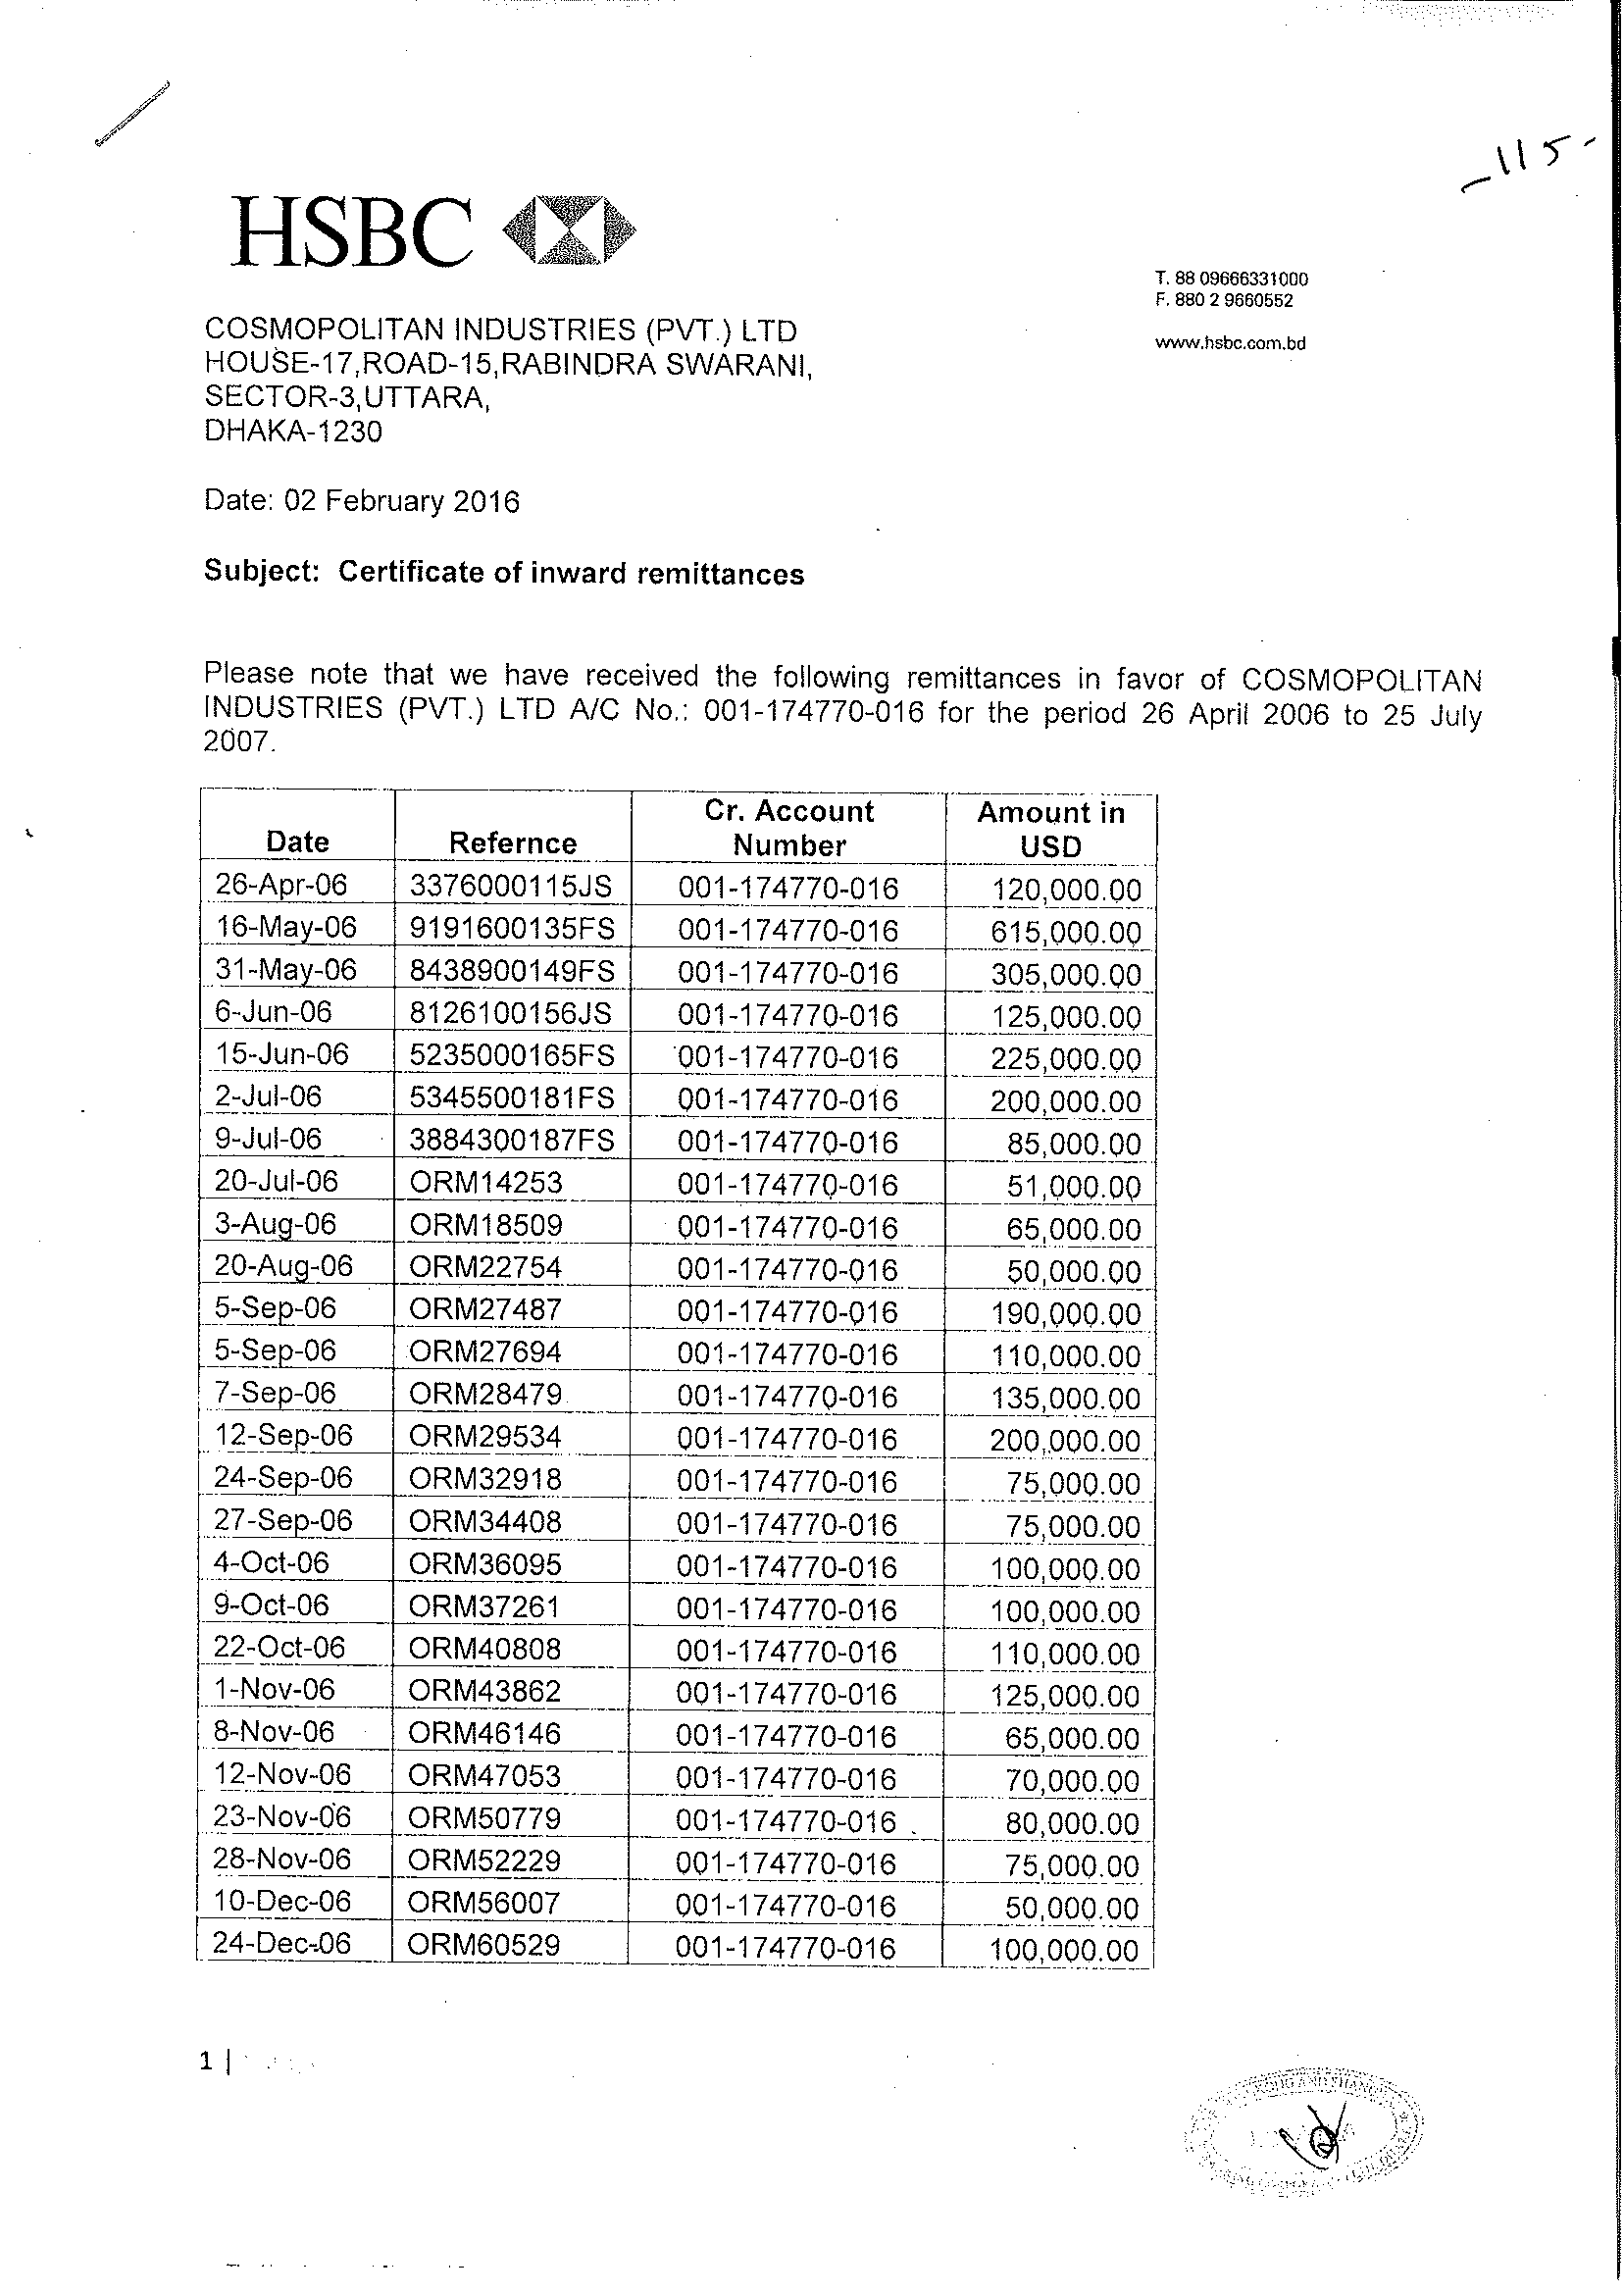 -115-
HSBC
T. 88 09666331000
F. 880 2 9660552
www.hsbc.com.bd
COSMOPOLITAN INDUSTRIES (PVT.) LTD
HOUSE-17,ROAD-15,RABINDRA SWARANI,
SECTOR-3,UTTARA,
DHAKA-1230
Date: 02 February 2016
Subject: Certificate of inward remittances
Please note that we have received the following remittances in favor of COSMOPOLITAN
INDUSTRIES (PVT.) LTD A/C No.: 001-174770-016 for the period 26 April 2006 to 25 July
2007.
Date Refernce Cr. Account Number Amount in USD
26-Apr-06 3376000115JS 001-174770-016 120,000.00
16-May-06 9191600135FS 001-174770-016 615,000.00
31-May-06 8438900149FS 001-174770-016 305,000.00
6-Jun-06 8126100156JS 001-174770-016 125,000.00
15-Jun-06 5235000165FS 001-174770-016 225,000.00
2-Jul-06 5345500181FS 001-174770-016 200,000.00
9-Jul-06 3884300187FS 001-174770-016 85,000.00
20-Jul-06 ORM14253 001-174770-016 51,000.00
3-Aug-06 ORM18509 001-174770-016 65,000.00
20-Aug-06 ORM22754 001-174770-016 50,000.00
5-Sep-06 ORM27487 001-174770-016 190,000.00
5-Sep-06 ORM27694 001-174770-016 110,000.00
7-Sep-06 ORM28479 001-174770-016 135,000.00
12-Sep-06 ORM29534 001-174770-016 200,000.00
24-Sep-06 ORM32918 001-174770-016 75,000.00
27-Sep-06 ORM34408 001-174770-016 75,000.00
4-Oct-06 ORM36095 001-174770-016 100,000.00
9-Oct-06 ORM37261 001-174770-016 100,000.00
22-Oct-06 ORM40808 001-174770-016 110,000.00
1-Nov-06 ORM43862 001-174770-016 125,000.00
8-Nov-06 ORM46146 001-174770-016 65,000.00
12-Nov-06 ORM47053 001-174770-016 70,000.00
23-Nov-06 ORM50779 001-174770-016 80,000.00
28-Nov-06 ORM52229 001-174770-016 75,000.00
10-Dec-06 ORM56007 001-174770-016 50,000.00
24-Dec-06 ORM60529 001-174770-016 100,000.00
1 |